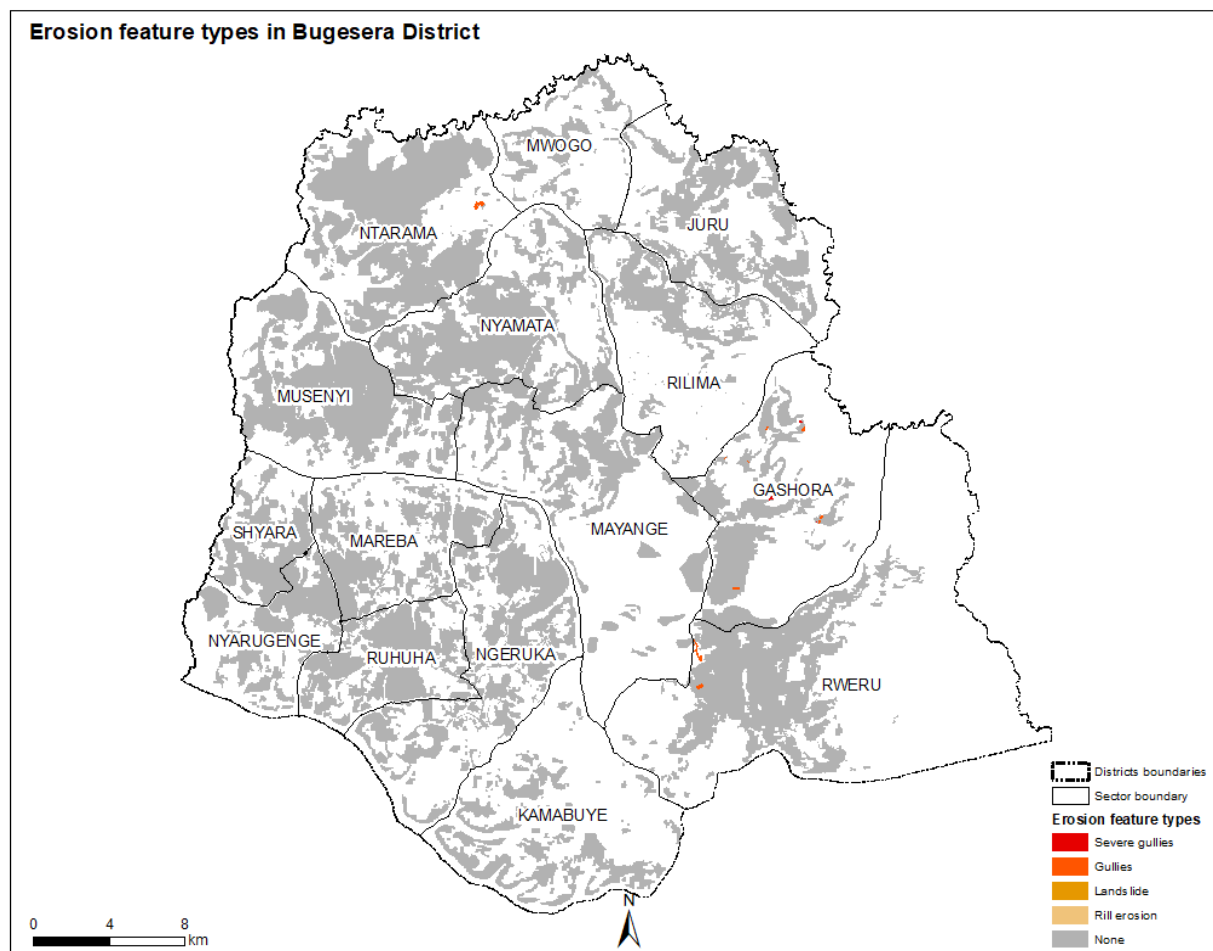 Erosion feature types in Bugesera District
MWOGO
JURU
NTARAMA
NYAMATA
RILIMA
MUSENYI
GASHORA
SHYARA
MAREBA
MAYANGE
NYARUGENGE
RUHUHA
NGERUKA
RWERU
KAMABUYE
Districts boundaries
Sector boundary
Erosion feature types
Severe gullies
Gullies
Landslide
Rill erosion
None
0 4 8
km
N